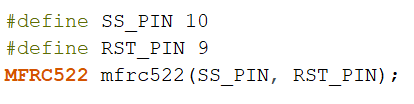 #define SS_PIN 10
#define RST_PIN 9
MFRC522 mfrc522(SS_PIN, RST_PIN);